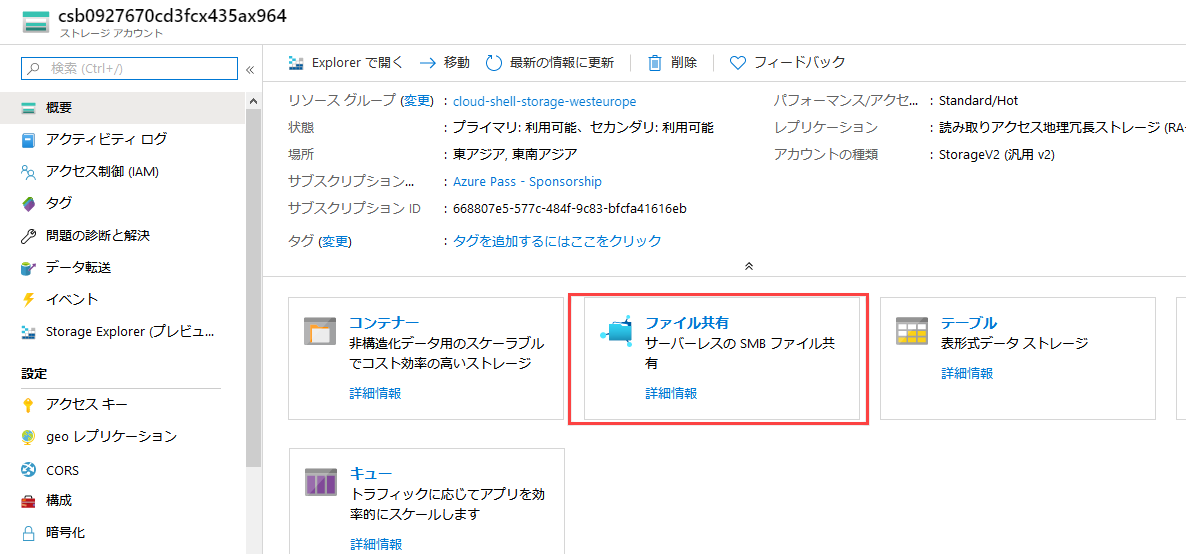 csb0927670cd3fcx435ax964
ストレージ アカウント
検索 (Ctrl+/)
概要
アクティビティ ログ
アクセス制御 (IAM)
タグ
問題の診断と解決
データ転送
イベント
Storage Explorer (プレビュ...
設定
アクセス キー
geo レプリケーション
CORS
構成
暗号化
Explorer で開く 移動 最新の情報に更新 削除 フィードバック
リソース グループ (変更) : cloud-shell-storage-westeurope
状態 : プライマリ: 利用可能、セカンダリ: 利用可能
場所 : 東アジア, 東南アジア
サブスクリプション... : Azure Pass - Sponsorship
サブスクリプション ID : 668807e5-577c-484f-9c83-bfcfa41616eb
タグ (変更) : タグを追加するにはここをクリック
パフォーマンス/アクセ... : Standard/Hot
レプリケーション : 読み取りアクセス地理冗長ストレージ (RA-
アカウントの種類 : StorageV2 (汎用 v2)
コンテナー
非構造化データ用のスケーラブル
でコスト効率の高いストレージ
詳細情報
ファイル共有
サーバーレスの SMB ファイル共
有
詳細情報
テーブル
表形式データ ストレージ
詳細情報
キュー
トラフィックに応じてアプリを効
率的にスケールします
詳細情報